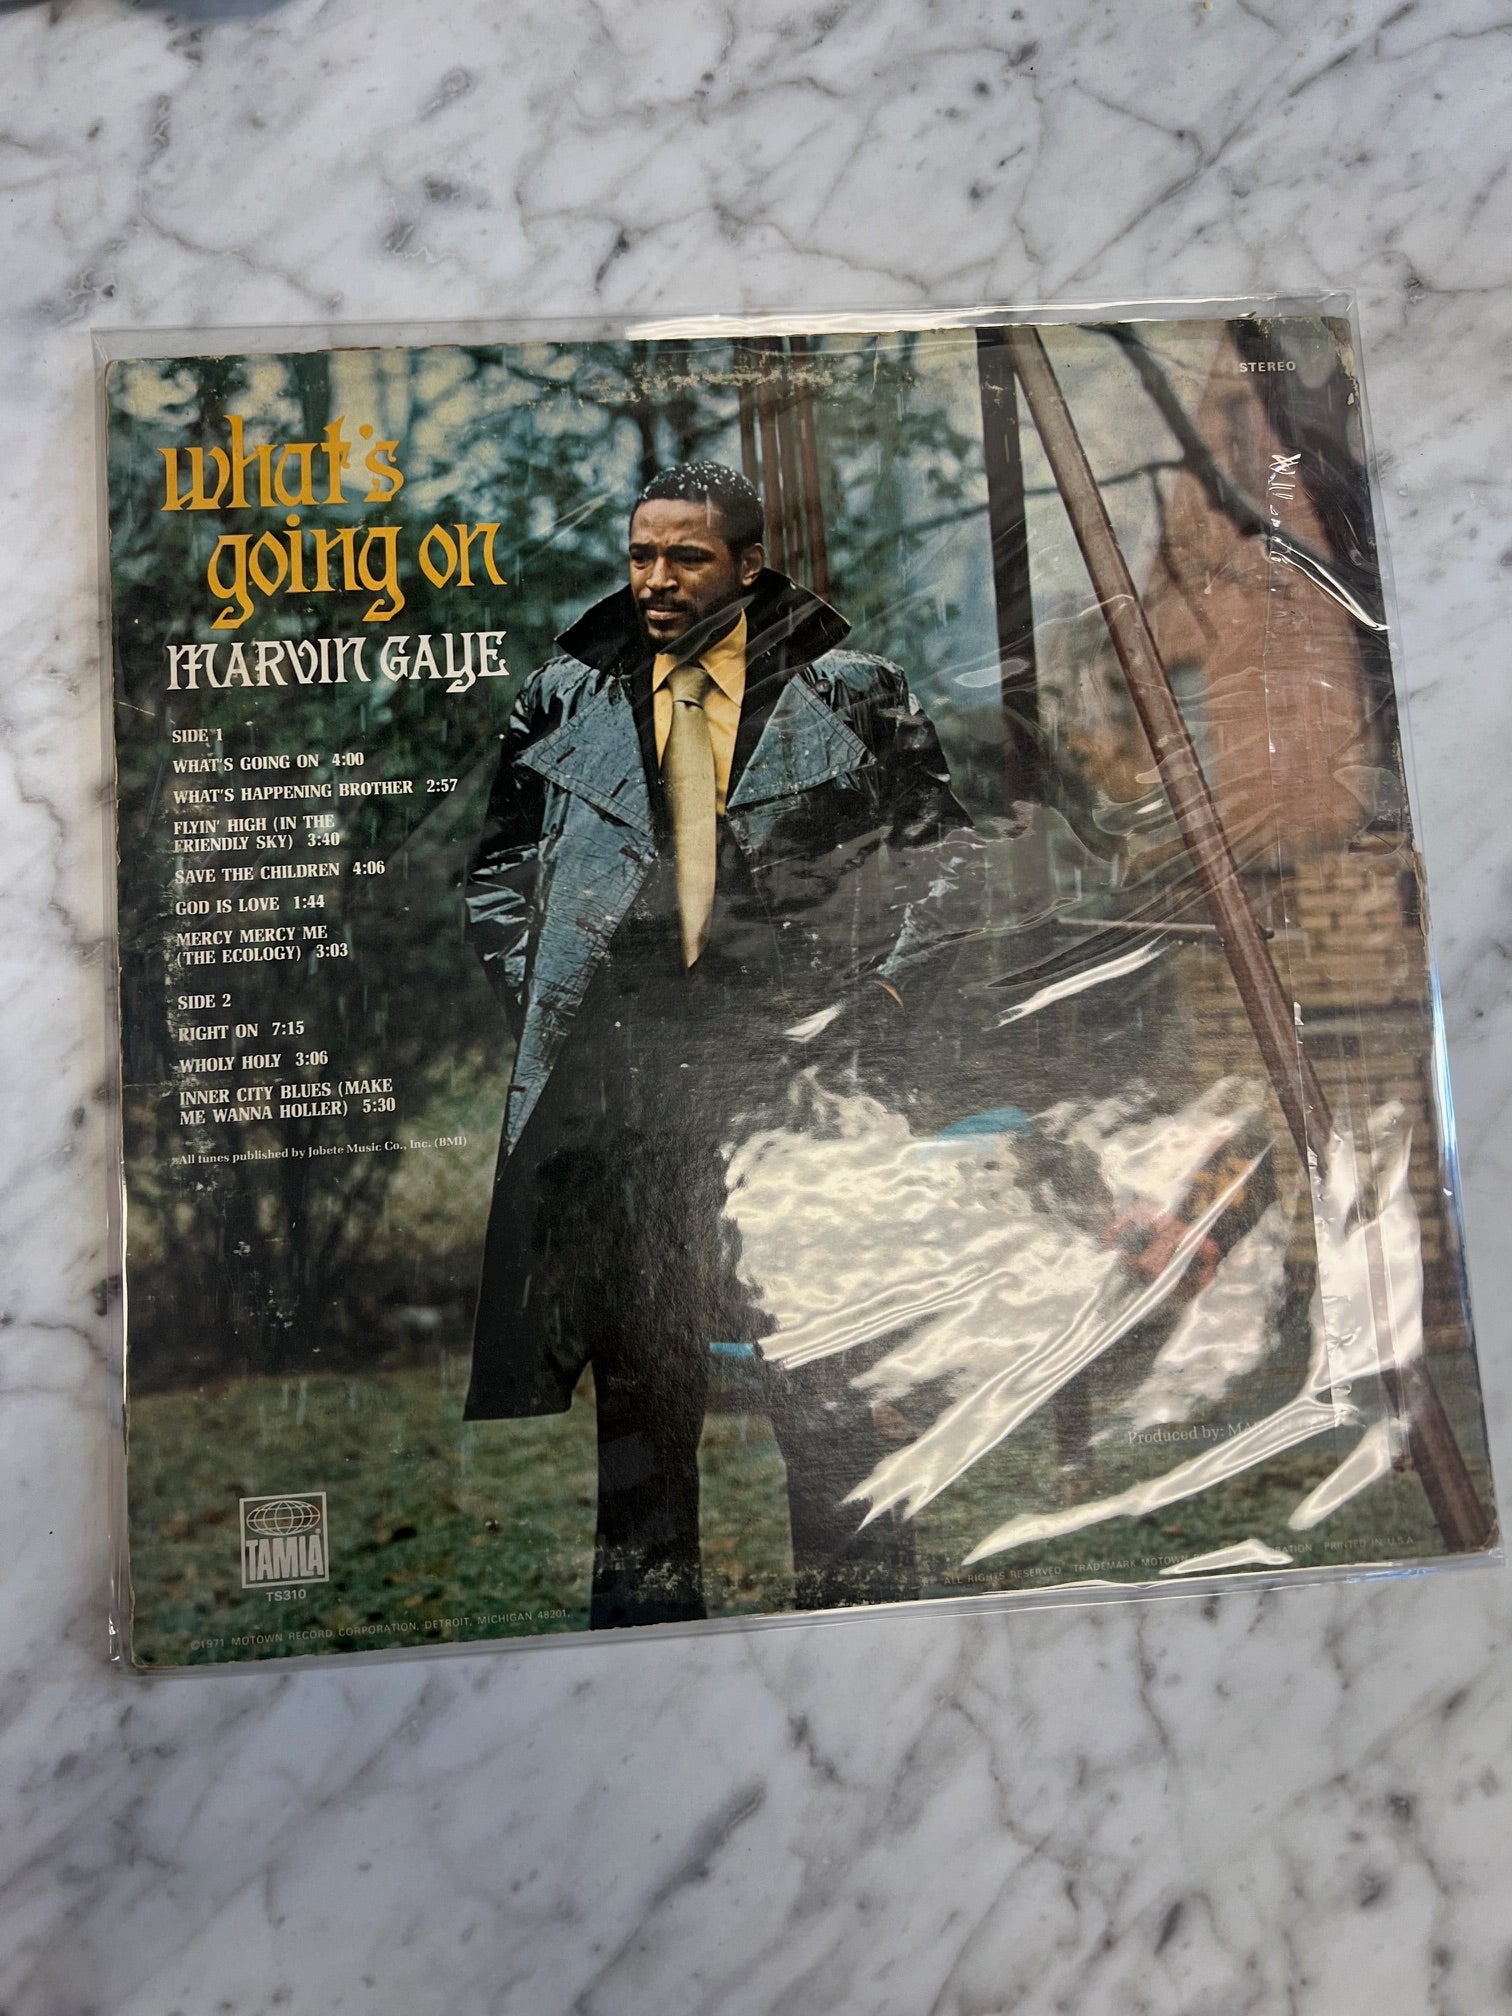 STEREO
what's
going on
MARVIN GAYE
SIDE 1
WHAT'S GOING ON 4:00
WHAT'S HAPPENING BROTHER 2:57
FLYIN' HIGH (IN THE
FRIENDLY SKY) 3:40
SAVE THE CHILDREN 4:06
GOD IS LOVE 1:44
MERCY MERCY ME
(THE ECOLOGY) 3:03
SIDE 2
RIGHT ON 7:15
WHOLY HOLY 3:06
INNER CITY BLUES (MAKE
ME WANNA HOLLER) 5:30
All tunes published by Jobete Music Co., Inc. (BMI)
Produced by:
TAMLA
TS310
©1971 MOTOWN RECORD CORPORATION, DETROIT, MICHIGAN 48201.
ALL RIGHTS RESERVED TRADEMARK MOTOWN PRINTED IN U.S.A.